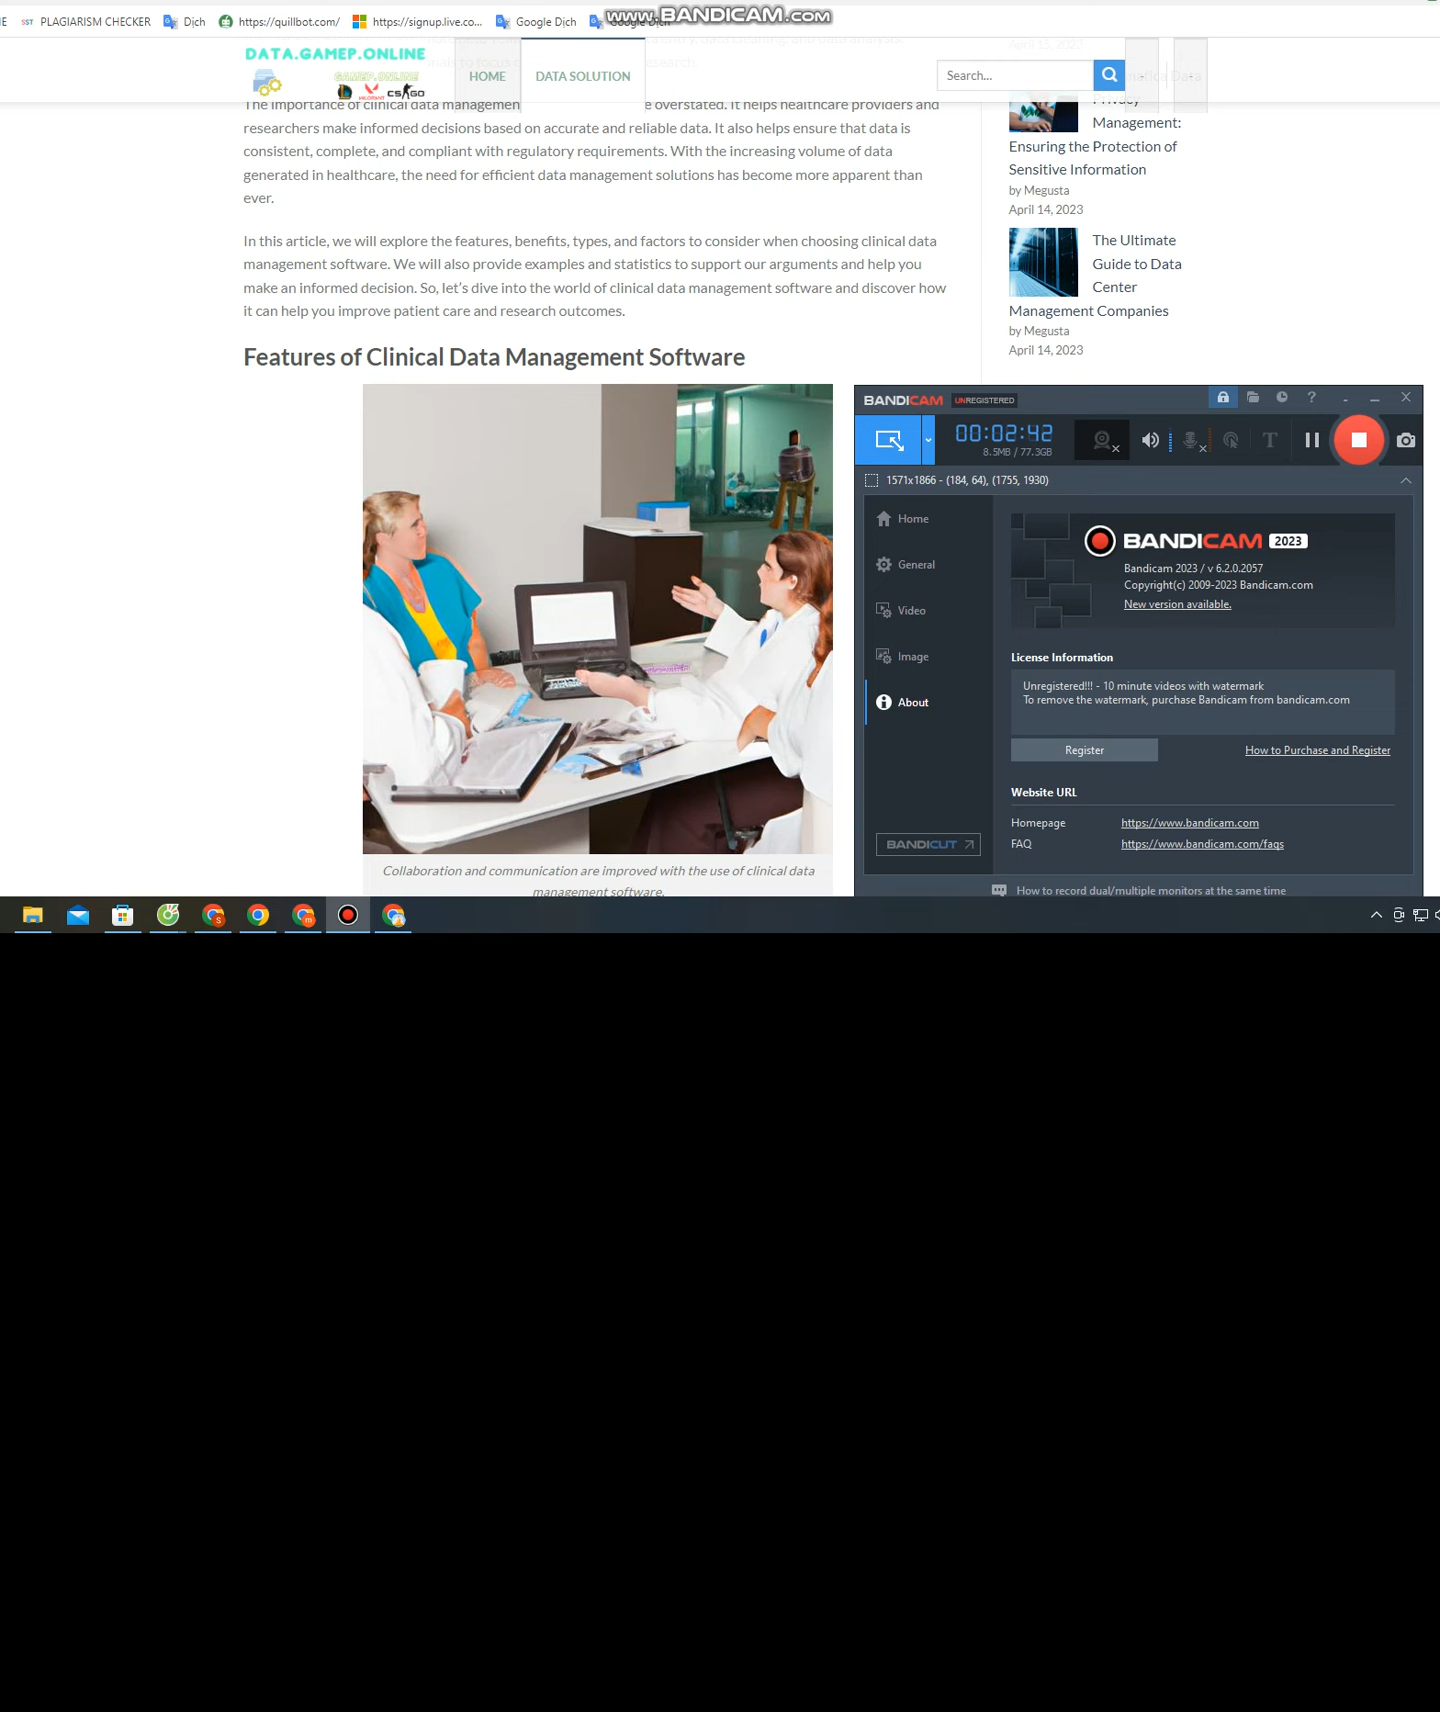 www.BANDICAM.com
PLAGIARISM CHECKER
Dịch
https://quillbot.com/
https://signup.live.co...
Google Dịch
Google Dịch
DATA.GAMEP.ONLINE
GAMEP.ONLINE
CS GO
HOME
DATA SOLUTION
Search...
The importance of clinical data managemen
e overstated. It helps healthcare providers and
researchers make informed decisions based on accurate and reliable data. It also helps ensure that data is
consistent, complete, and compliant with regulatory requirements. With the increasing volume of data
generated in healthcare, the need for efficient data management solutions has become more apparent than
ever.
In this article, we will explore the features, benefits, types, and factors to consider when choosing clinical data
management software. We will also provide examples and statistics to support our arguments and help you
make an informed decision. So, let's dive into the world of clinical data management software and discover how
it can help you improve patient care and research outcomes.
Features of Clinical Data Management Software
Collaboration and communication are improved with the use of clinical data
management software.
April 15, 2023
Data
Privacy
Management:
Ensuring the Protection of
Sensitive Information
by Megusta
April 14, 2023
The Ultimate
Guide to Data
Center
Management Companies
by Megusta
April 14, 2023
BANDICAM
UNREGISTERED
00:02:42
8.5MB / 77.3GB
1571x1866 - (184, 64), (1755, 1930)
Home
General
Video
Image
About
BANDICUT
BANDICAM 2023
Bandicam 2023 / v 6.2.0.2057
Copyright(c) 2009-2023 Bandicam.com
New version available.
License Information
Unregistered!!! - 10 minute videos with watermark
To remove the watermark, purchase Bandicam from bandicam.com
Register
How to Purchase and Register
Website URL
Homepage
https://www.bandicam.com
FAQ
https://www.bandicam.com/faqs
How to record dual/multiple monitors at the same time